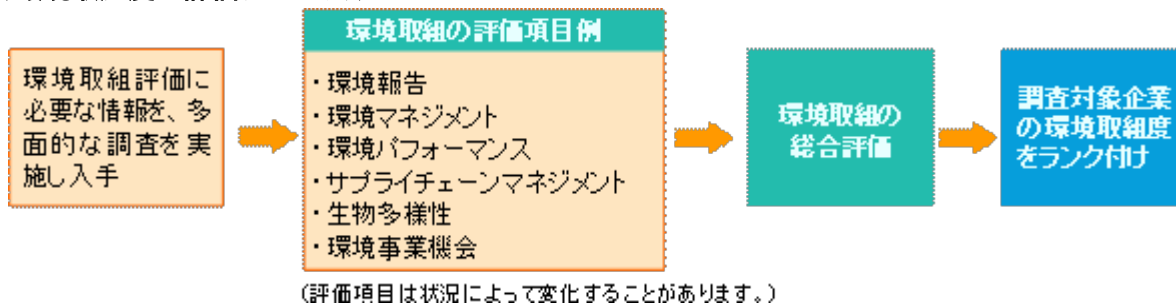 環境取組評価に
必要な情報を、多
面的な調査を実
施し入手
環境取組の評価項目例
・環境報告
・環境マネジメント
・環境パフォーマンス
・サプライチェーンマネジメント
・生物多様性
・環境事業機会
環境取組の
総合評価
調査対象企業
の環境取組度
をランク付け
(評価項目は状況によって変化することがあります。)